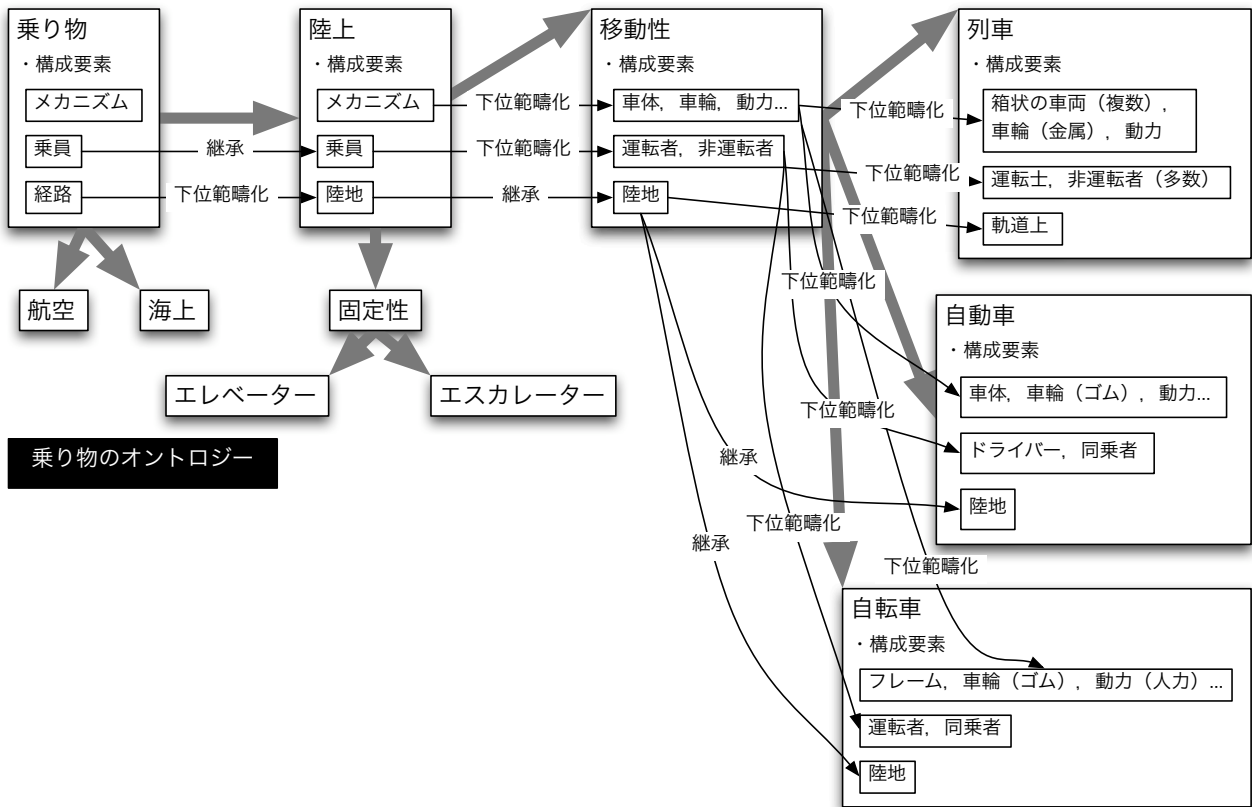 乗り物
・構成要素
メカニズム
乗員
経路
継承
下位範疇化
陸上
・構成要素
メカニズム
乗員
陸地
下位範疇化
下位範疇化
継承
移動性
・構成要素
車体，車輪，動力...
運転者，非運転者
陸地
下位範疇化
下位範疇化
下位範疇化
列車
・構成要素
箱状の車両（複数），
車輪（金属），動力
運転士，非運転者（多数）
軌道上
航空
海上
固定性
エレベーター
エスカレーター
乗り物のオントロジー
下位範疇化
下位範疇化
継承
自動車
・構成要素
車体，車輪（ゴム），動力...
ドライバー，同乗者
陸地
下位範疇化
継承
下位範疇化
自転車
・構成要素
フレーム，車輪（ゴム），動力（人力）...
運転者，同乗者
陸地